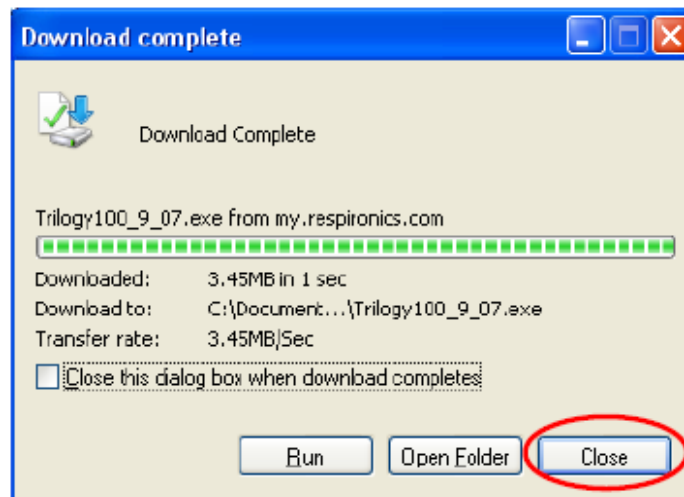 Download complete
Download Complete
Trilogy100_9_07.exe from my.respironics.com
Downloaded: 3.45MB in 1 sec
Download to: C:\Document...\Trilogy100_9_07.exe
Transfer rate: 3.45MB/Sec
Close this dialog box when download completes
Run Open Folder Close